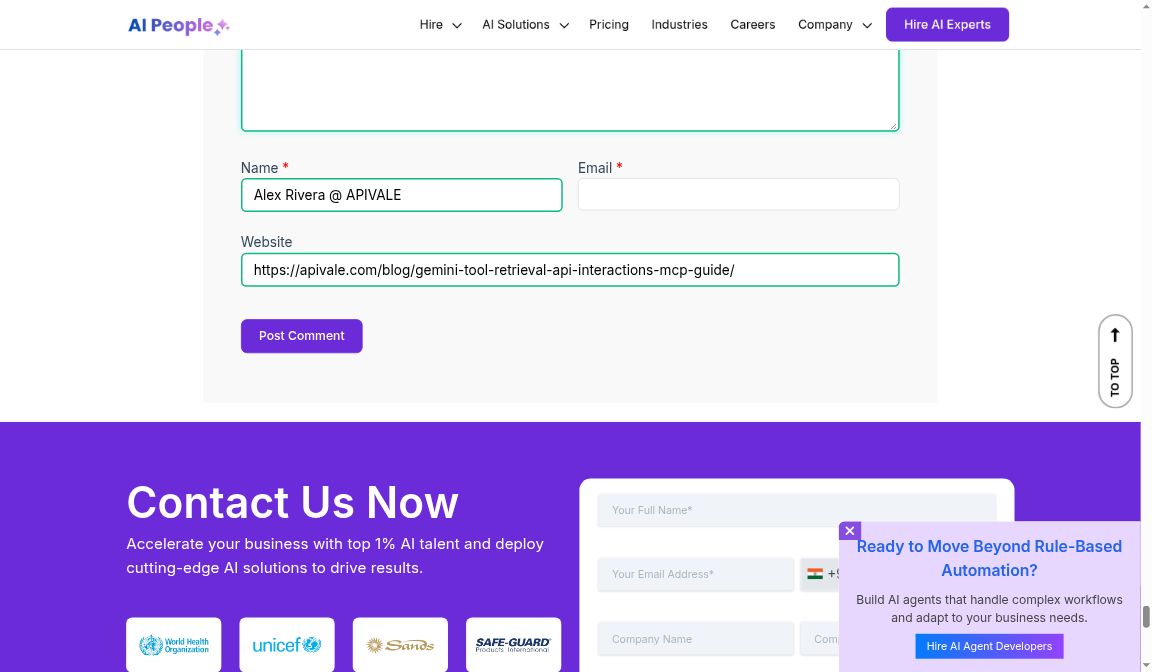 AI People
Hire AI Solutions Pricing Industries Careers Company Hire AI Experts
Name * Email *
Alex Rivera @ APIVALE
Website
https://apivale.com/blog/gemini-tool-retrieval-api-interactions-mcp-guide/
Post Comment
TO TOP
Contact Us Now
Accelerate your business with top 1% AI talent and deploy
cutting-edge AI solutions to drive results.
World Health
Organization
unicef
Sands
SAFE-GUARD
Products International
Your Full Name*
Your Email Address*
Company Name
Ready to Move Beyond Rule-Based
Automation?
Build AI agents that handle complex workflows
and adapt to your business needs.
Hire AI Agent Developers